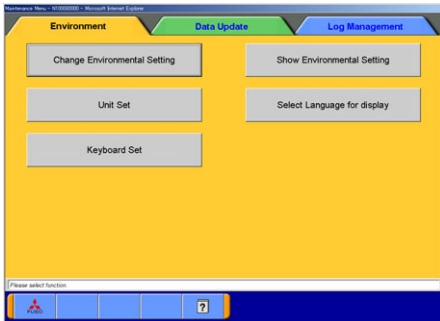 Maintenance Menu - N100000000 - Microsoft Internet Explorer
Environment
Data Update
Log Management
Change Environmental Setting
Show Environmental Setting
Unit Set
Select Language for display
Keyboard Set
Please select function
FUSO
?